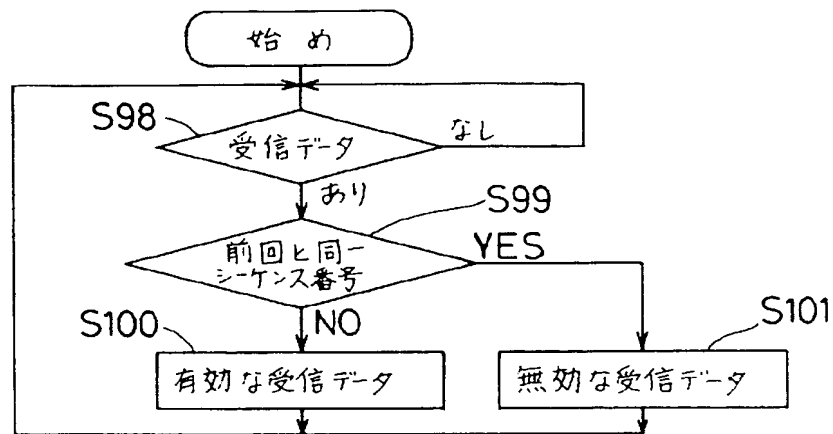 始め
S98
受信データ
なし
あり
S99
前回と同一
シーケンス番号
YES
NO
S100
有効な受信データ
S101
無効な受信データ